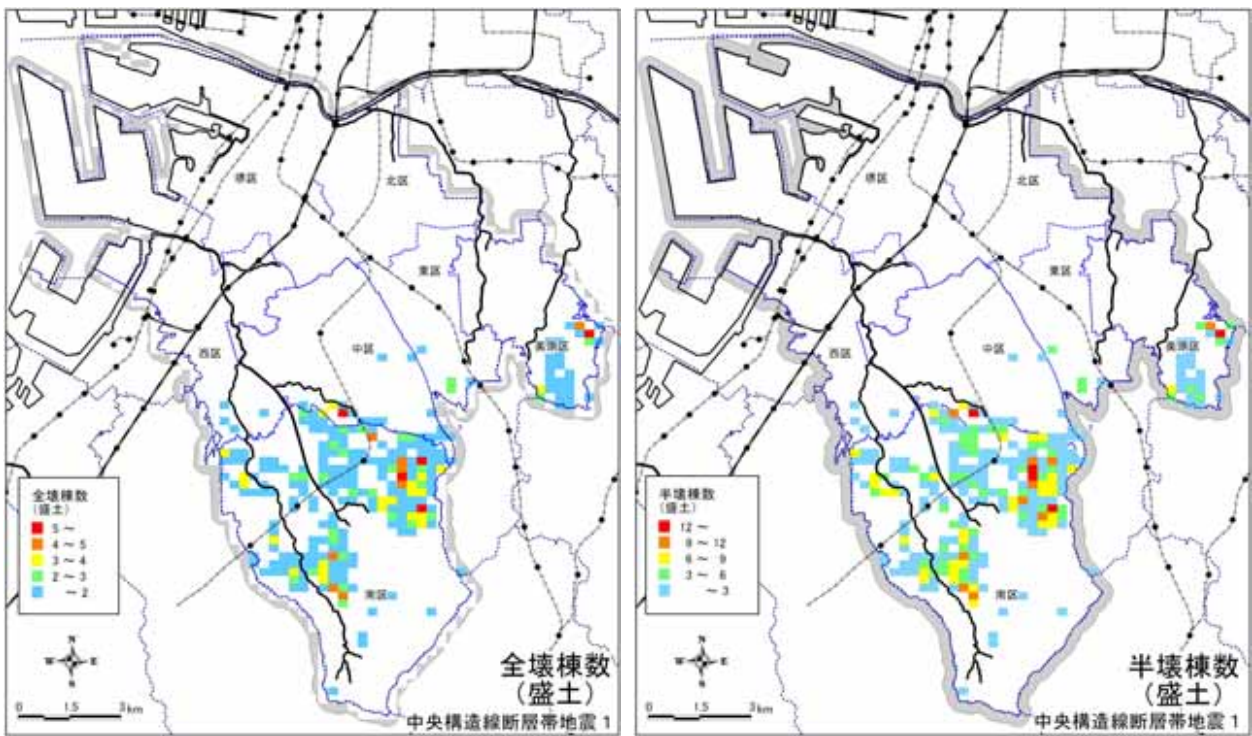 堺区
北区
東区
美原区
西区
中区
南区
全壊棟数
(盛土)
5 ～
4 ～ 5
3 ～ 4
2 ～ 3
～ 2
N
W E
S
0 1.5 3 km
全壊棟数
(盛土)
中央構造線断層帯地震 1
堺区
北区
東区
美原区
西区
中区
南区
半壊棟数
(盛土)
12 ～
9 ～ 12
6 ～ 9
3 ～ 6
～ 3
N
W E
S
0 1.5 3 km
半壊棟数
(盛土)
中央構造線断層帯地震 1